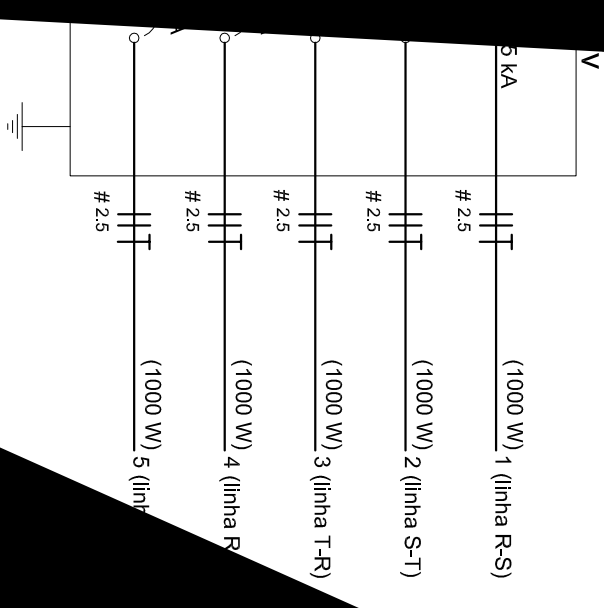 5 kA
# 2.5
(1000 W)
1 (linha R-S)
# 2.5
(1000 W)
2 (linha S-T)
# 2.5
(1000 W)
3 (linha T-R)
# 2.5
(1000 W)
4 (linha R
# 2.5
(1000 W)
5